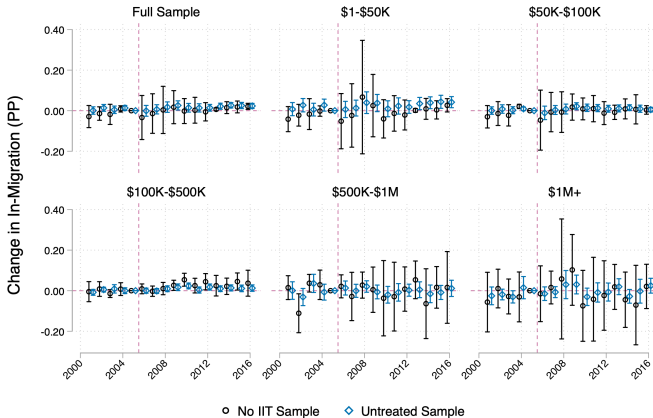 Full Sample
$1-$50K
$50K-$100K
0.40
0.20
0.00
-0.20
$100K-$500K
$500K-$1M
$1M+
0.40
0.20
0.00
-0.20
Change in In-Migration (PP)
2000 2004 2008 2012 2016
2000 2004 2008 2012 2016
2000 2004 2008 2012 2016
No IIT Sample
Untreated Sample